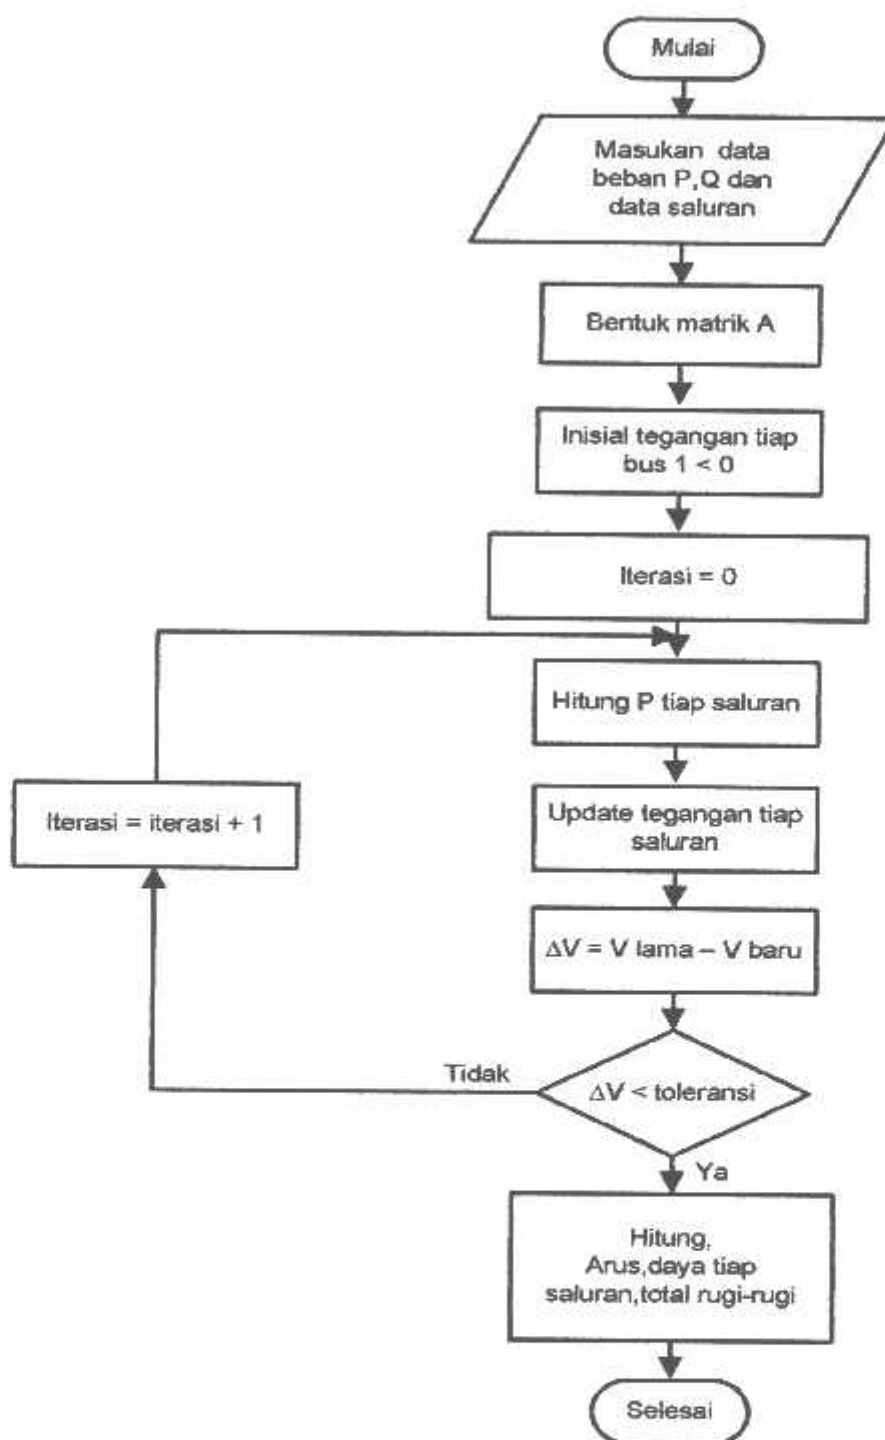 Mulai
Masukan data
beban P,Q dan
data saluran
Bentuk matrik A
Inisial tegangan tiap
bus 1 < 0
Iterasi = 0
Hitung P tiap saluran
Iterasi = iterasi + 1
Update tegangan tiap
saluran
ΔV = V lama – V baru
Tidak
ΔV < toleransi
Ya
Hitung,
Arus,daya tiap
saluran,total rugi-rugi
Selesai